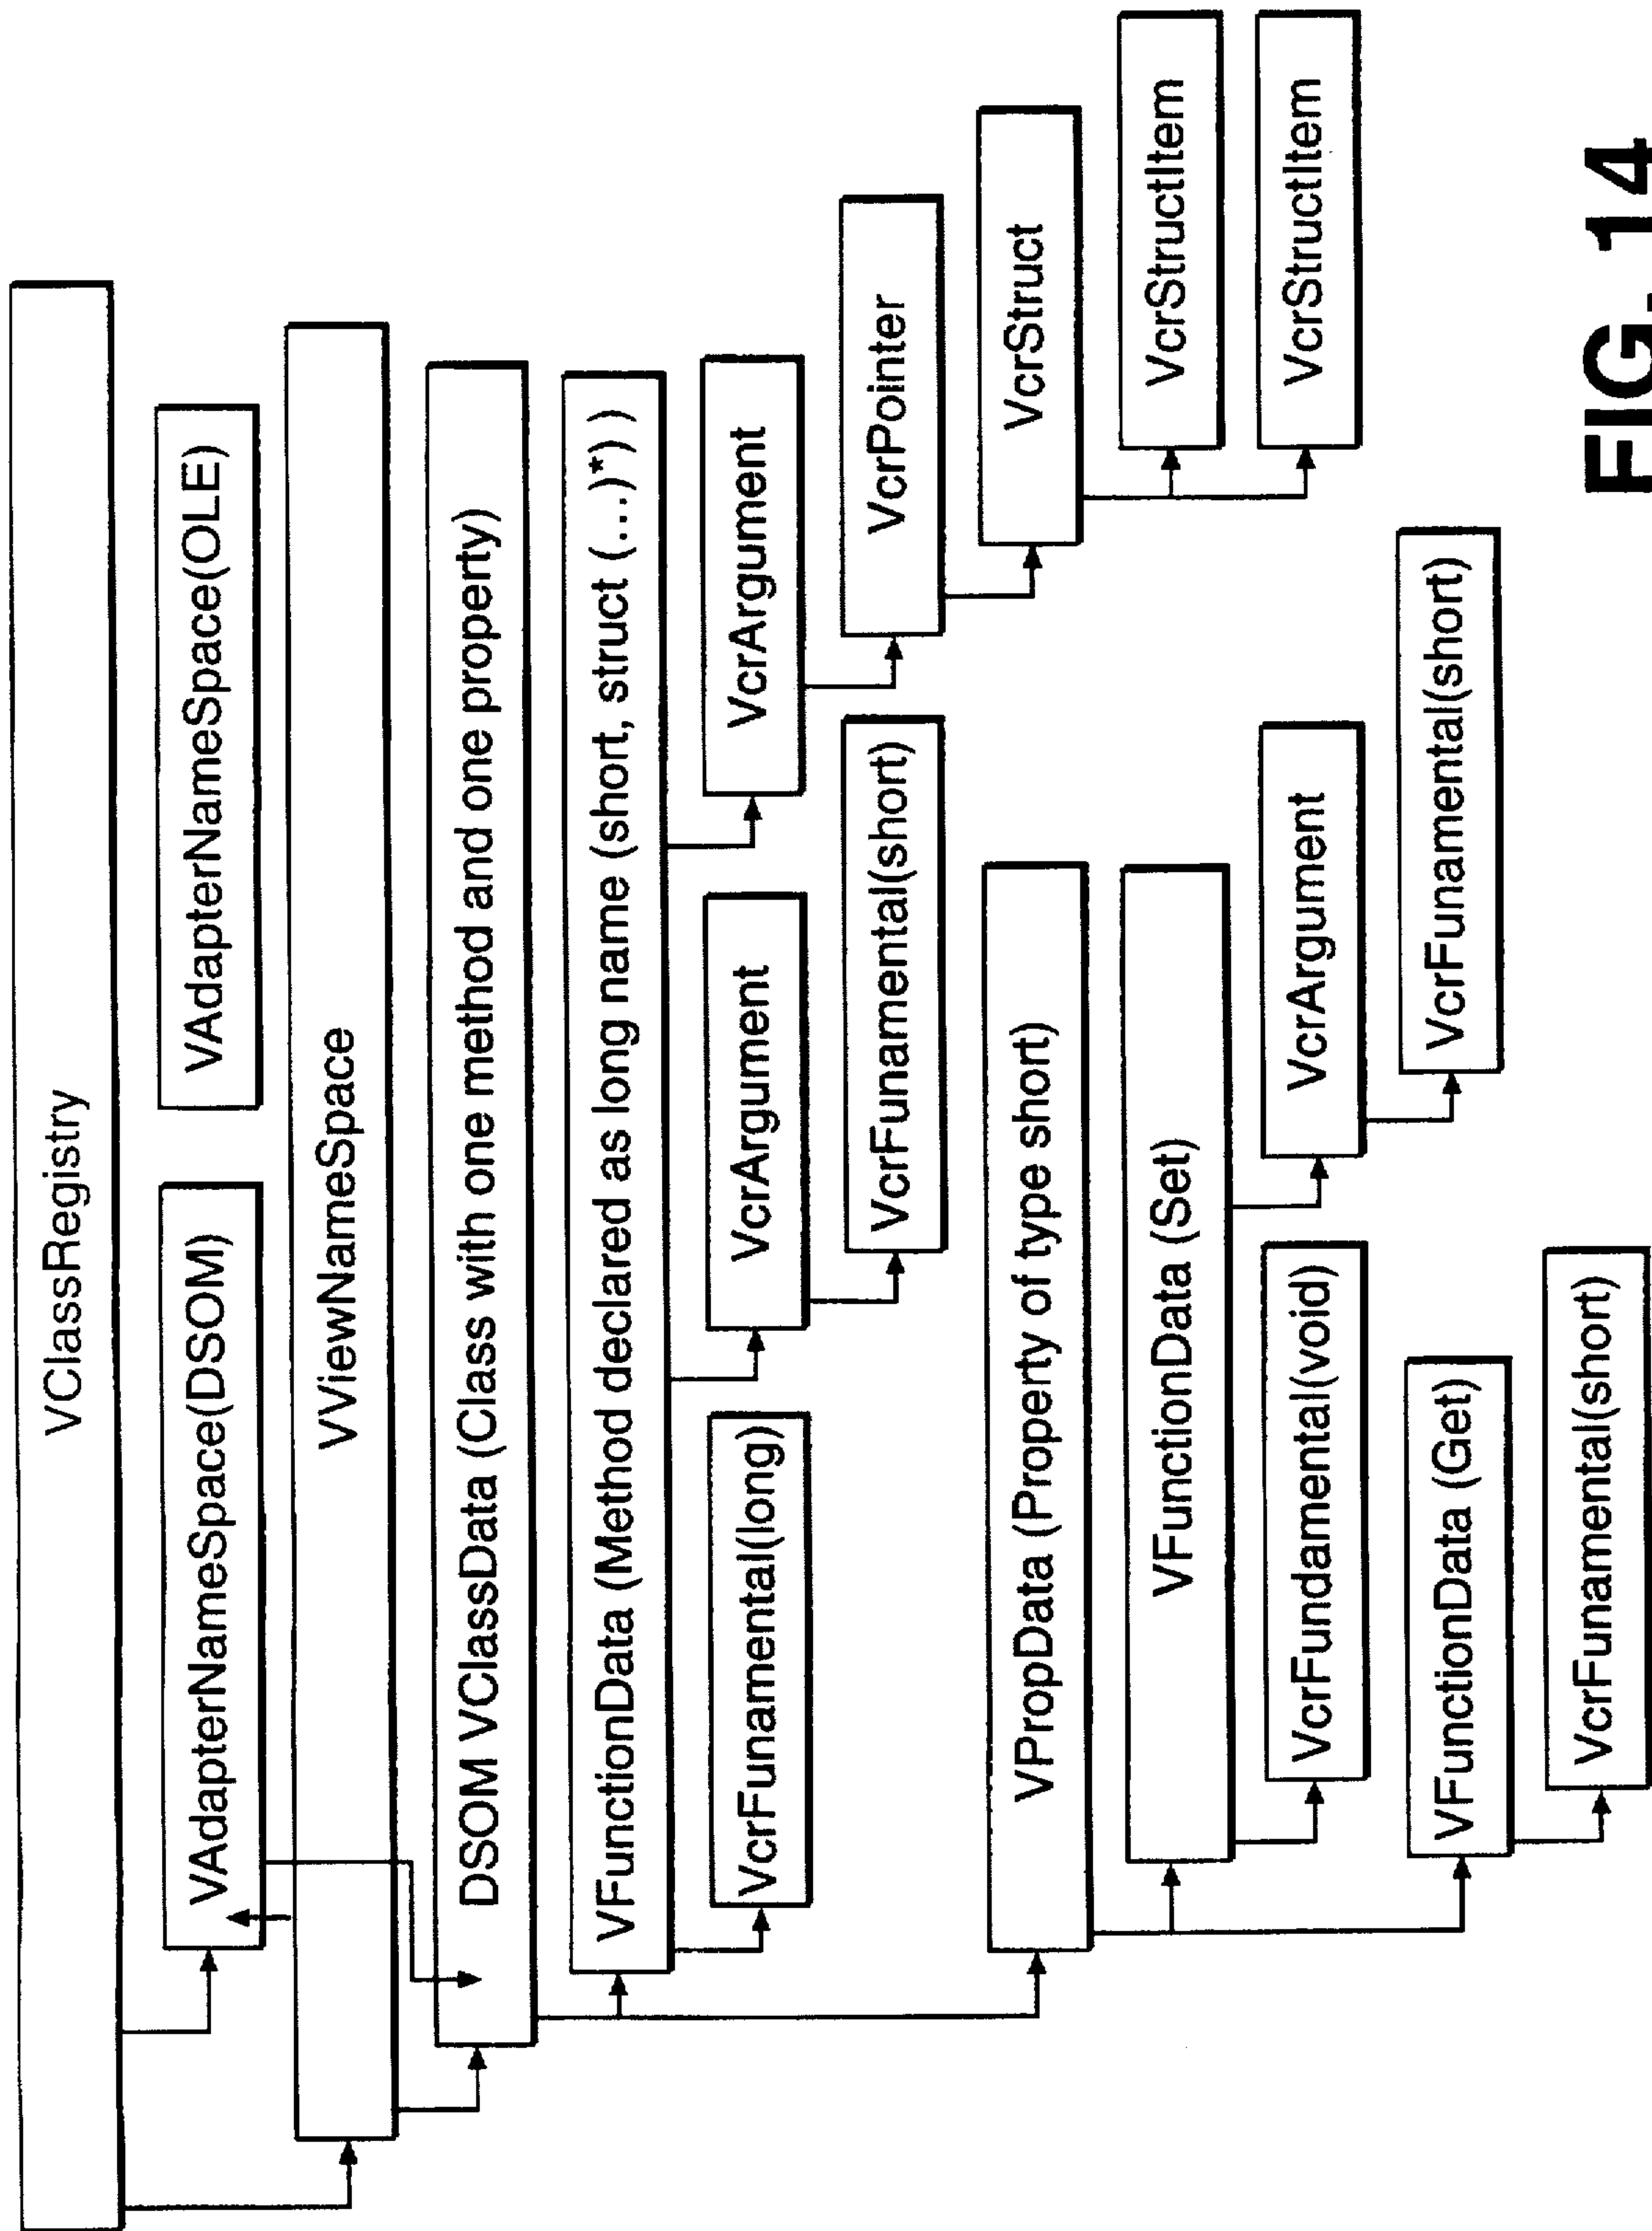 VClassRegistry
VAdapterNameSpace(DSOM)
VAdapterNameSpace(OLE)
VViewNameSpace
DSOM VClassData (Class with one method and one property)
VFunctionData (Method declared as long name (short, struct (...)*) )
VcrFunamental(long)
VcrArgument
VcrArgument
VcrFunamental(short)
VcrPointer
VcrStruct
VcrStructItem
VcrStructItem
VPropData (Property of type short)
VFunctionData (Set)
VcrFundamental(void)
VcrArgument
VcrFunamental(short)
VFunctionData (Get)
VcrFunamental(short)
FIG. 14